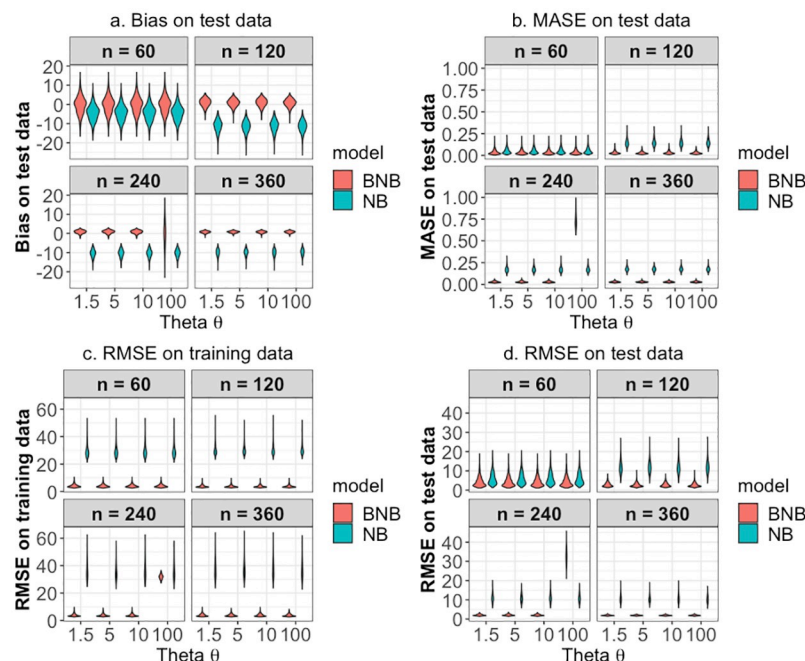 a. Bias on test data
n = 60 n = 120
20
10
0
-10
-20
n = 240 n = 360
20
10
0
-10
-20
Bias on test data
1.5 5 10 100 1.5 5 10 100
Theta θ
model
BNB
NB
b. MASE on test data
n = 60 n = 120
1.00
0.75
0.50
0.25
0.00
n = 240 n = 360
1.00
0.75
0.50
0.25
0.00
MASE on test data
1.5 5 10 100 1.5 5 10 100
Theta θ
model
BNB
NB
c. RMSE on training data
n = 60 n = 120
60
40
20
0
n = 240 n = 360
60
40
20
0
RMSE on training data
1.5 5 10 100 1.5 5 10 100
Theta θ
model
BNB
NB
d. RMSE on test data
n = 60 n = 120
40
30
20
10
0
n = 240 n = 360
40
30
20
10
0
RMSE on test data
1.5 5 10 100 1.5 5 10 100
Theta θ
model
BNB
NB